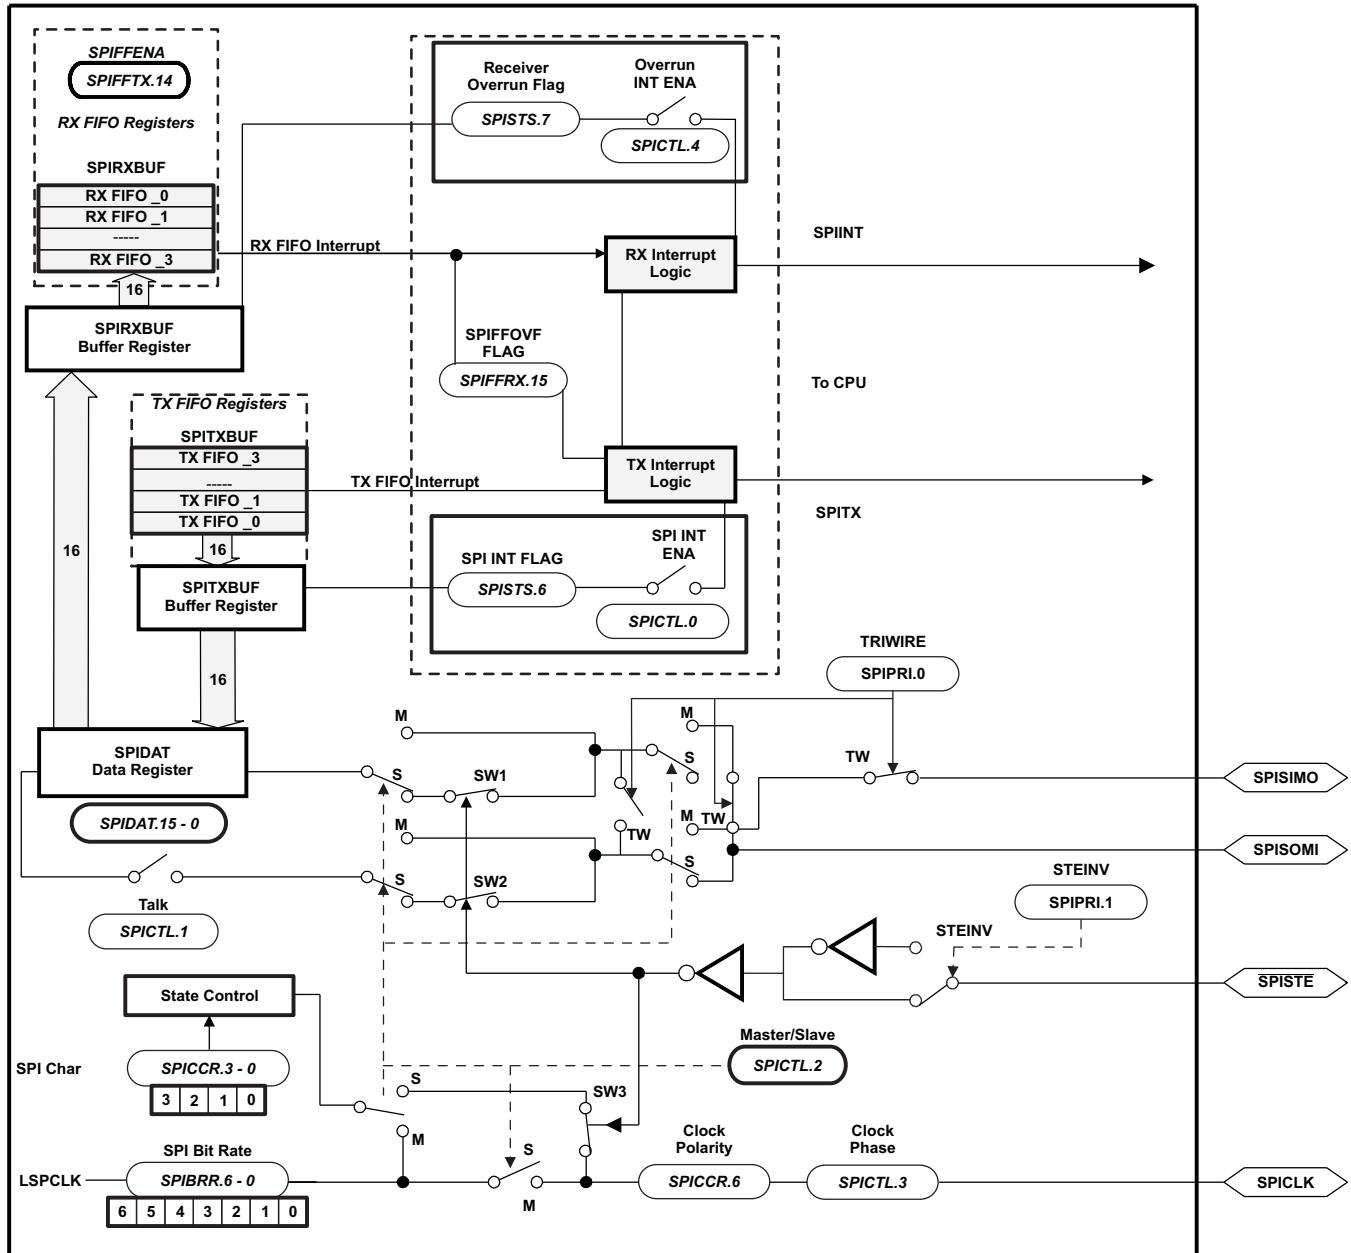 SPIFFENA
SPIFFTX.14
RX FIFO Registers
SPIRXBUF
RX FIFO _0
RX FIFO _1
-----
RX FIFO _3
16
SPIRXBUF
Buffer Register
Receiver
Overrun Flag
SPISTS.7
Overrun
INT ENA
SPICTL.4
RX FIFO Interrupt
RX Interrupt
Logic
SPIINT
SPIFFOVF
FLAG
SPIFFRX.15
To CPU
TX FIFO Registers
SPITXBUF
TX FIFO _3
-----
TX FIFO _1
TX FIFO _0
16
TX FIFO Interrupt
TX Interrupt
Logic
SPITX
16
SPITXBUF
Buffer Register
SPI INT FLAG
SPISTS.6
SPI INT
ENA
SPICTL.0
16
TRIWIRE
SPIPRI.0
SPIDAT
Data Register
SPIDAT.15 - 0
M
S
SW1
M
S
TW
SPISIMO
M
S
SW2
TW
M
TW
S
SPISOMI
Talk
SPICTL.1
STEINV
SPIPRI.1
STEINV
SPISTE
State Control
Master/Slave
SPICTL.2
SPI Char
SPICCR.3 - 0
3 2 1 0
S
M
SW3
LSPCLK
SPI Bit Rate
SPIBRR.6 - 0
6 5 4 3 2 1 0
S
M
Clock
Polarity
SPICCR.6
Clock
Phase
SPICTL.3
SPICLK